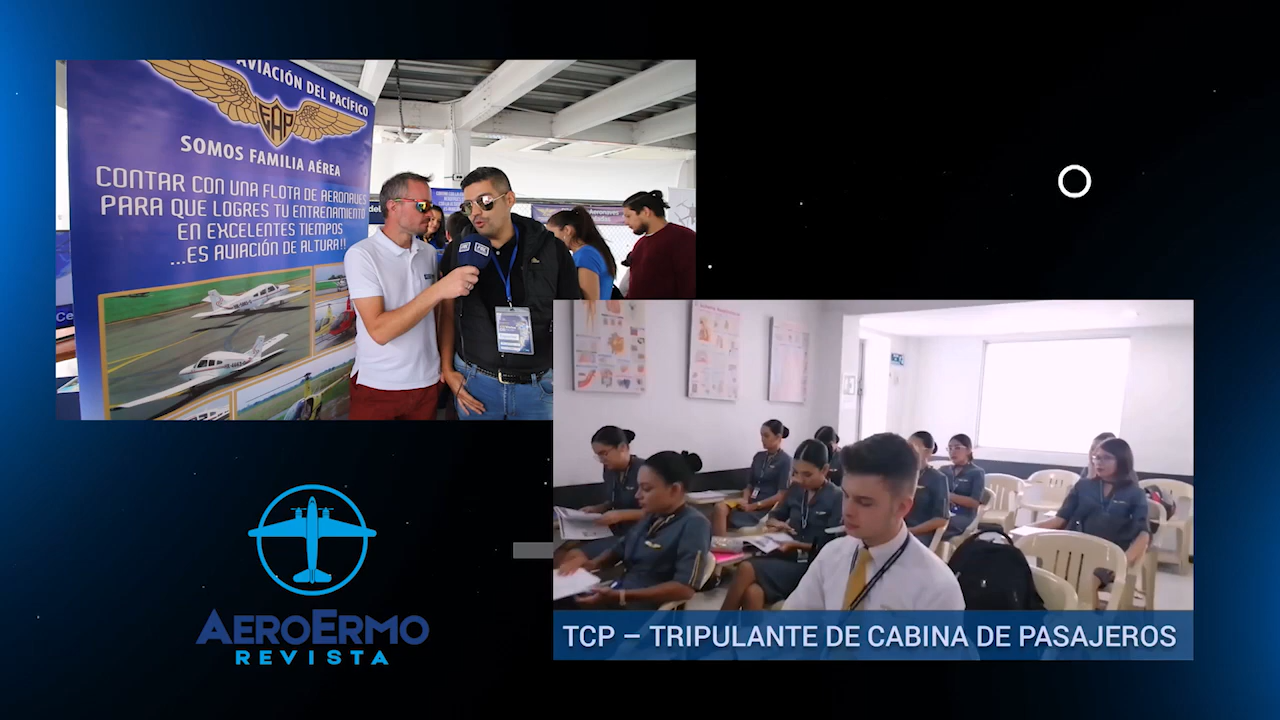 AVIACIÓN DEL PACÍFICO
EAP
SOMOS FAMILIA AÉREA
CONTAR CON UNA FLOTA DE AERONAVES
PARA QUE LOGRES TU ENTRENAMIENTO
EN EXCELENTES TIEMPOS
...ES AVIACIÓN DE ALTURA!!
AEROERMO
REVISTA
TCP – TRIPULANTE DE CABINA DE PASAJEROS